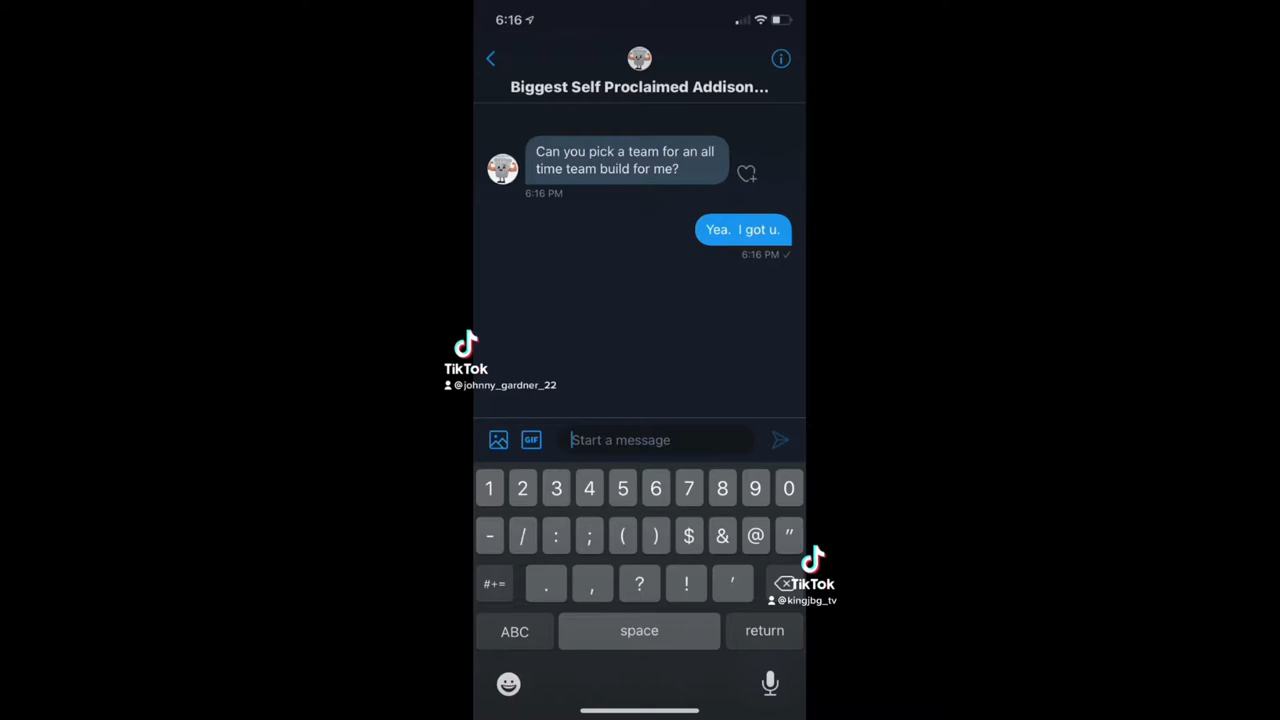 6:16
Biggest Self Proclaimed Addison...
Can you pick a team for an all
time team build for me?
6:16 PM
Yea.  I got u.
6:16 PM ✓
TikTok
@johnny_gardner_22
GIF
Start a message
1 2 3 4 5 6 7 8 9 0
- / : ; ( ) $ & @ "
#+= . , ? ! '
TikTok
@kingjbg_tv
ABC space return